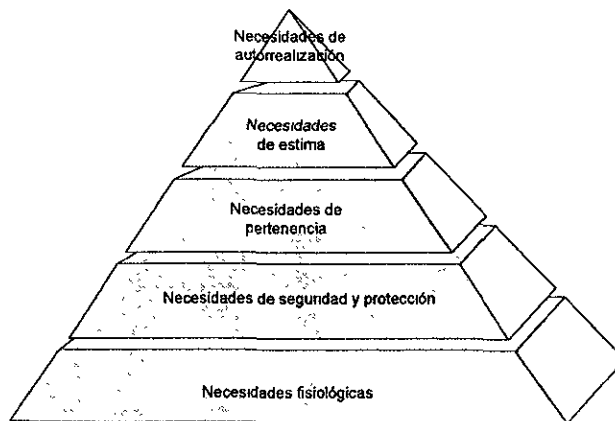 Necesidades de
autorrealización
Necesidades
de estima
Necesidades de
pertenencia
Necesidades de seguridad y protección
Necesidades fisiológicas